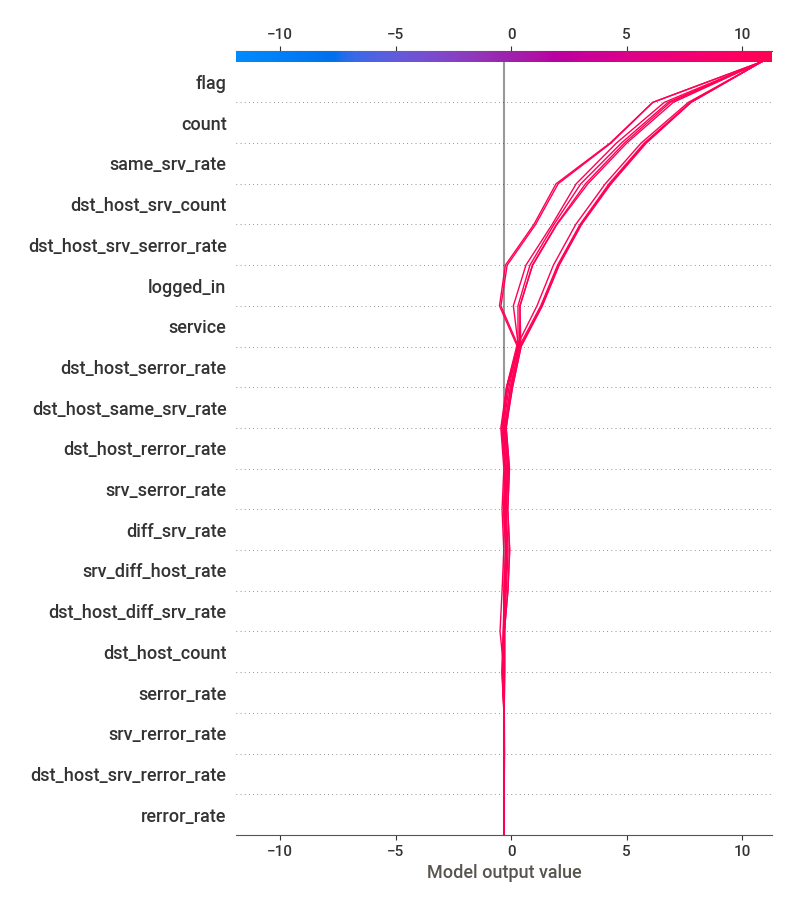 −10 −5 0 5 10
flag
count
same_srv_rate
dst_host_srv_count
dst_host_srv_serror_rate
logged_in
service
dst_host_serror_rate
dst_host_same_srv_rate
dst_host_rerror_rate
srv_serror_rate
diff_srv_rate
srv_diff_host_rate
dst_host_diff_srv_rate
dst_host_count
serror_rate
srv_rerror_rate
dst_host_srv_rerror_rate
rerror_rate
−10 −5 0 5 10
Model output value